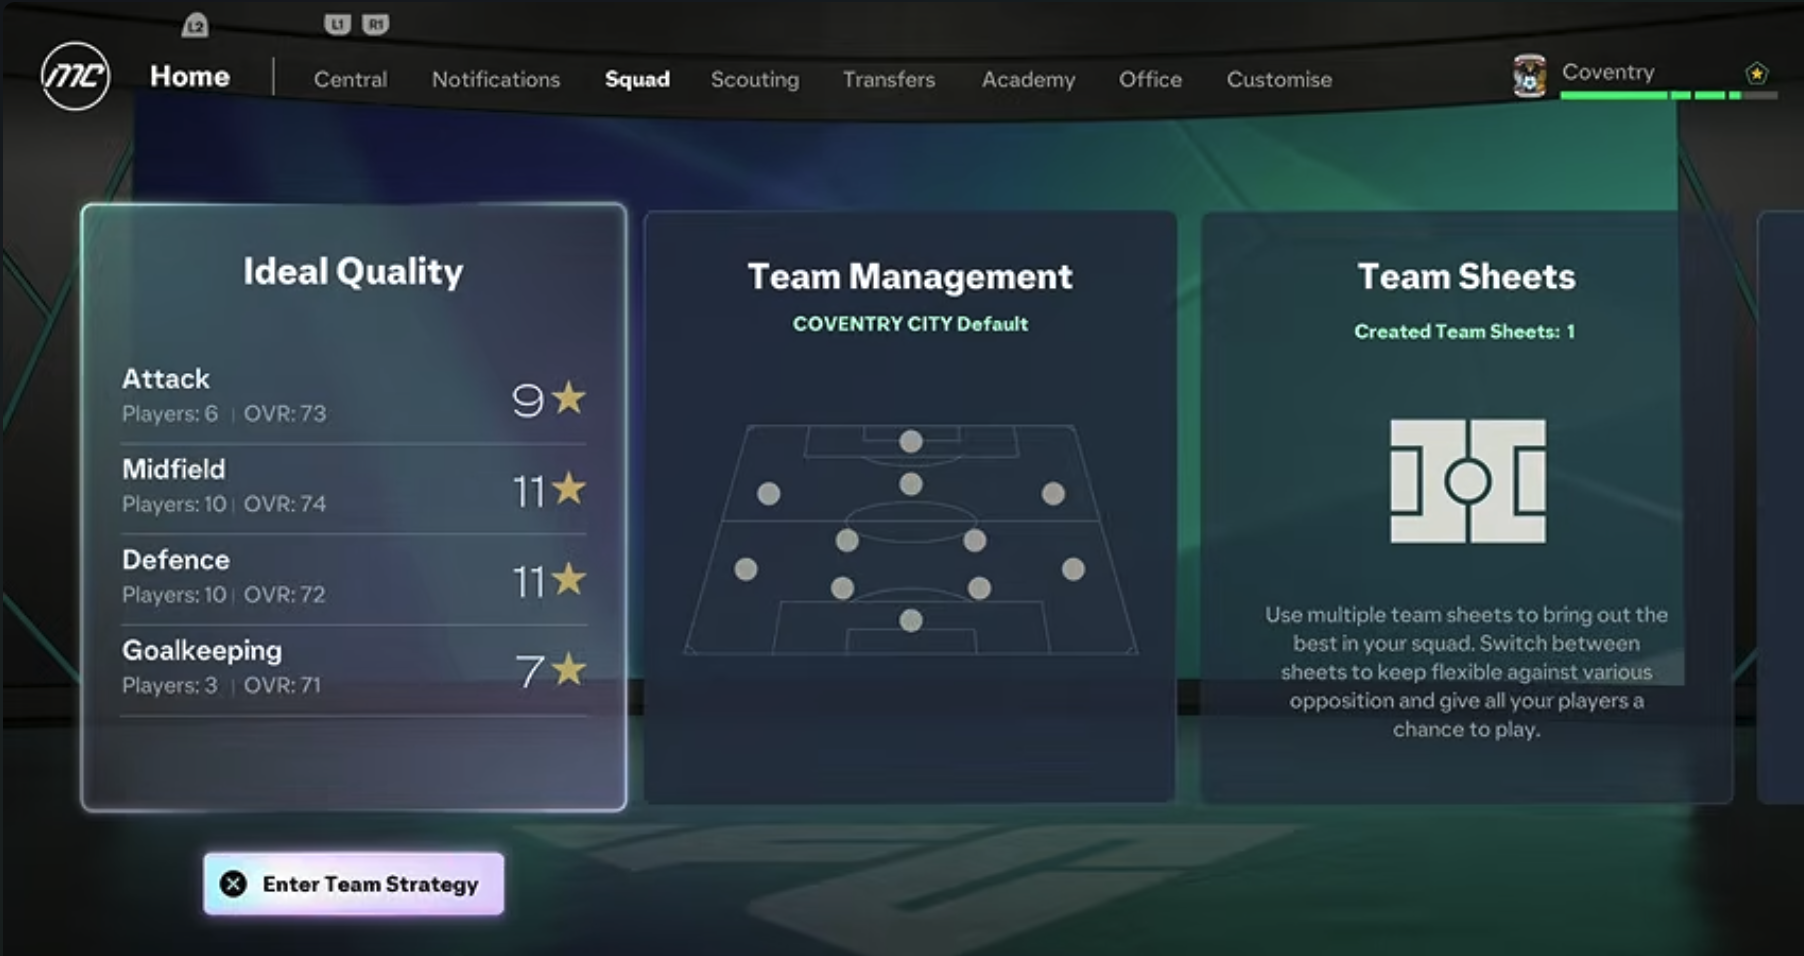 L2
L1 R1
MC
Home
Central
Notifications
Squad
Scouting
Transfers
Academy
Office
Customise
Coventry
Ideal Quality
Attack
Players: 6 | OVR: 73
9
Midfield
Players: 10 | OVR: 74
11
Defence
Players: 10 | OVR: 72
11
Goalkeeping
Players: 3 | OVR: 71
7
Enter Team Strategy
Team Management
COVENTRY CITY Default
Team Sheets
Created Team Sheets: 1
Use multiple team sheets to bring out the
best in your squad. Switch between
sheets to keep flexible against various
opposition and give all your players a
chance to play.